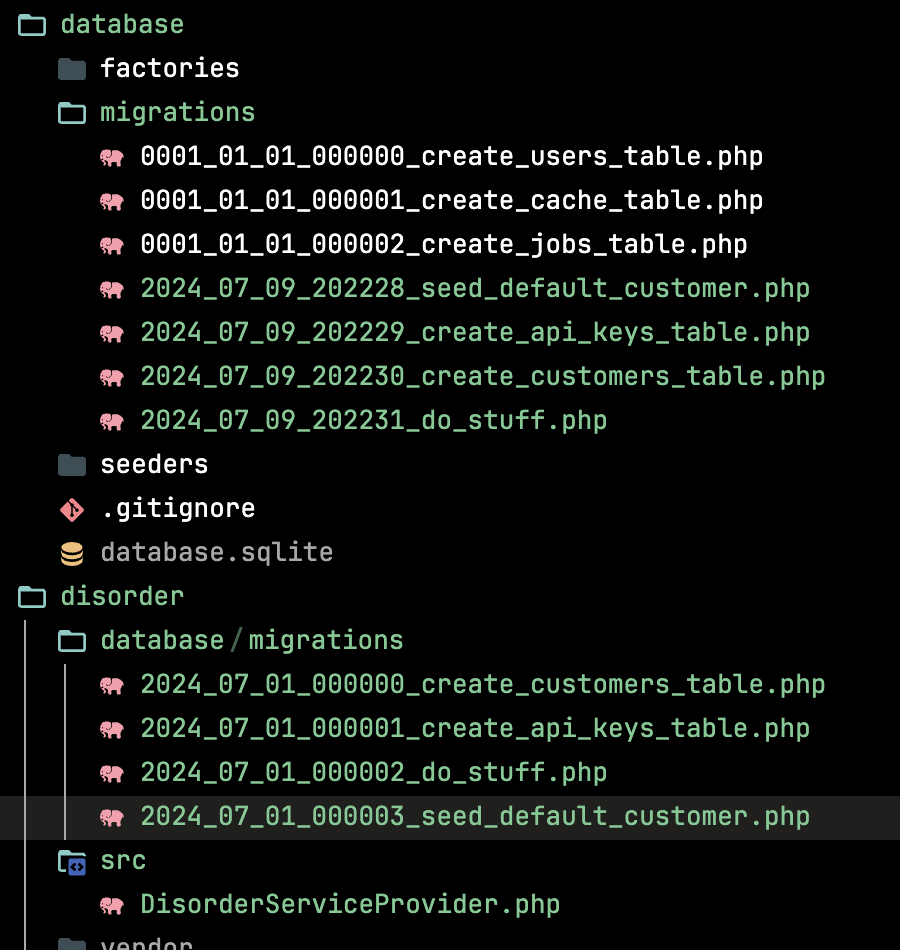 database
factories
migrations
0001_01_01_000000_create_users_table.php
0001_01_01_000001_create_cache_table.php
0001_01_01_000002_create_jobs_table.php
2024_07_09_202228_seed_default_customer.php
2024_07_09_202229_create_api_keys_table.php
2024_07_09_202230_create_customers_table.php
2024_07_09_202231_do_stuff.php
seeders
.gitignore
database.sqlite
disorder
database/migrations
2024_07_01_000000_create_customers_table.php
2024_07_01_000001_create_api_keys_table.php
2024_07_01_000002_do_stuff.php
2024_07_01_000003_seed_default_customer.php
src
DisorderServiceProvider.php
vendor